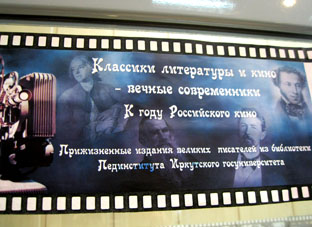 Классики литературы и кино
- вечные современники
К году Российского кино
Прижизненные издания великих писателей из библиотеки
Пединститута Иркутского госуниверситета